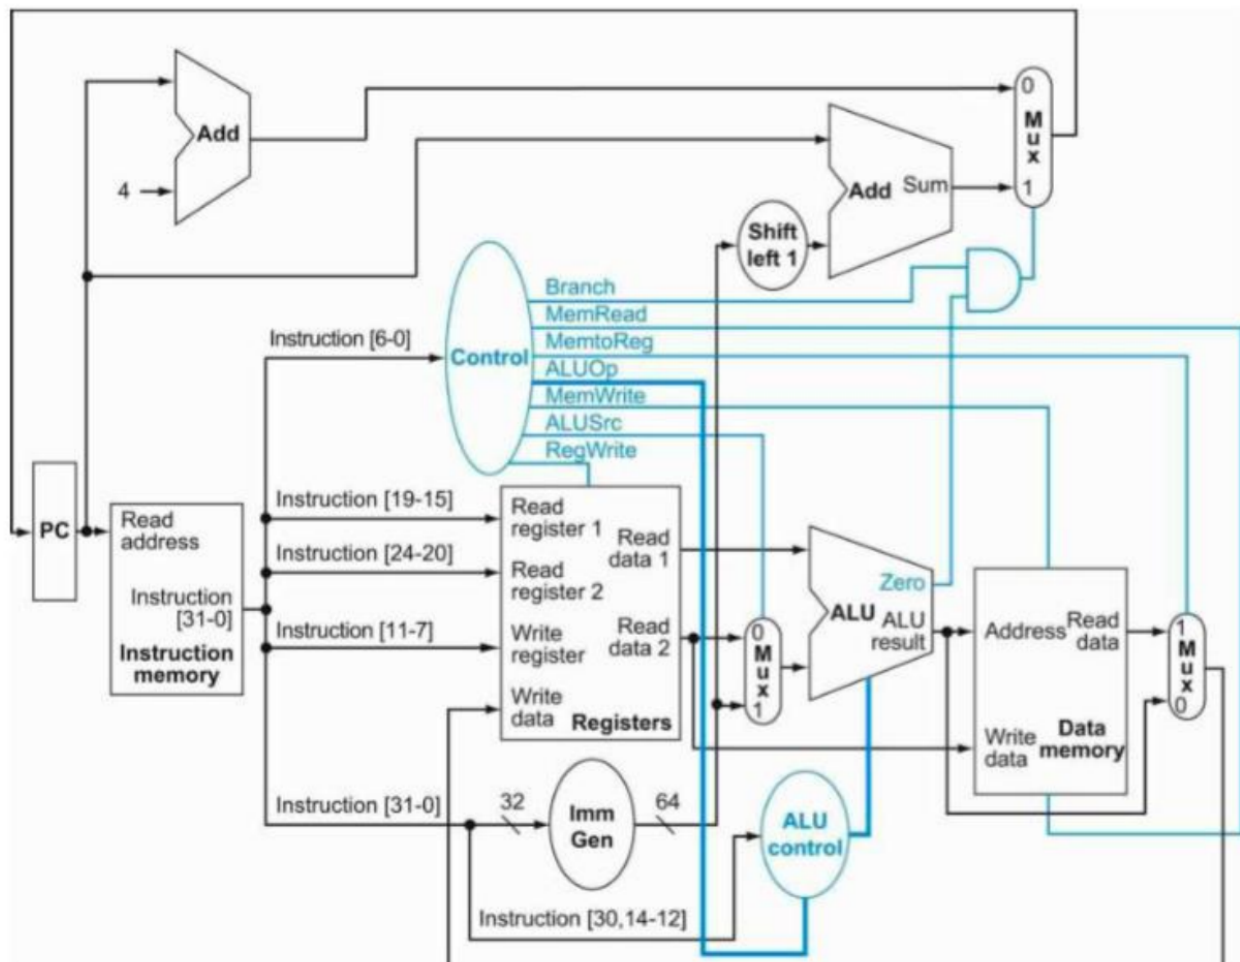 Add
4
Add Sum
0
Mux
1
Shift
left 1
Branch
MemRead
MemtoReg
ALUOp
MemWrite
ALUSrc
RegWrite
Instruction [6-0]
Control
PC
Read
address
Instruction
[31-0]
Instruction
memory
Instruction [19-15]
Instruction [24-20]
Instruction [11-7]
Instruction [31-0]
Read
register 1
Read
register 2
Write
register
Write
data
Read
data 1
Read
data 2
Registers
0
Mux
1
Zero
ALU
ALU
result
Address
Read
data
Write
data
Data
memory
1
Mux
0
32
Imm
Gen
64
ALU
control
Instruction [30,14-12]